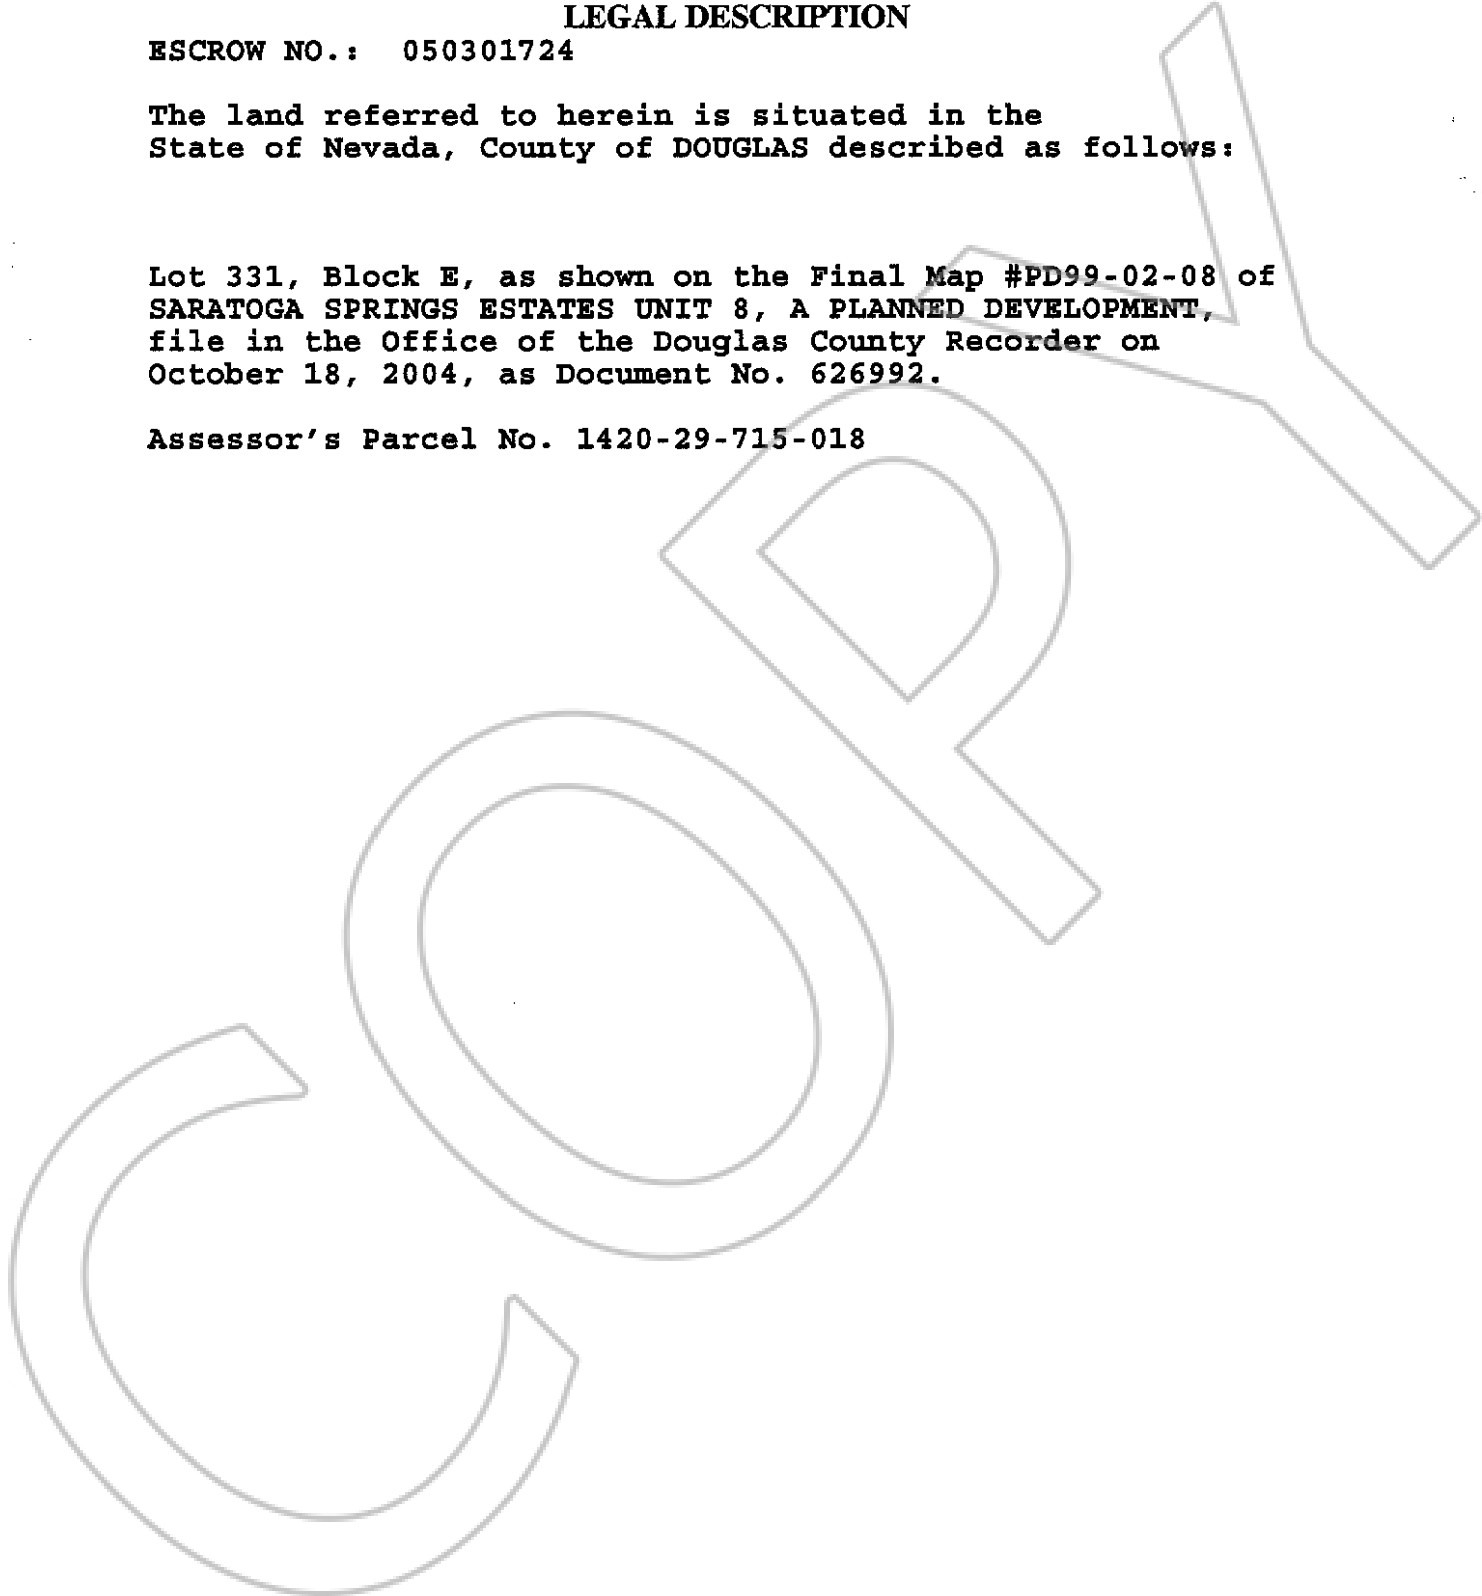 LEGAL DESCRIPTION
ESCROW NO.: 050301724
The land referred to herein is situated in the
State of Nevada, County of DOUGLAS described as follows:
Lot 331, Block E, as shown on the Final Map #PD99-02-08 of
SARATOGA SPRINGS ESTATES UNIT 8, A PLANNED DEVELOPMENT,
file in the Office of the Douglas County Recorder on
October 18, 2004, as Document No. 626992.
Assessor's Parcel No. 1420-29-715-018
COPY